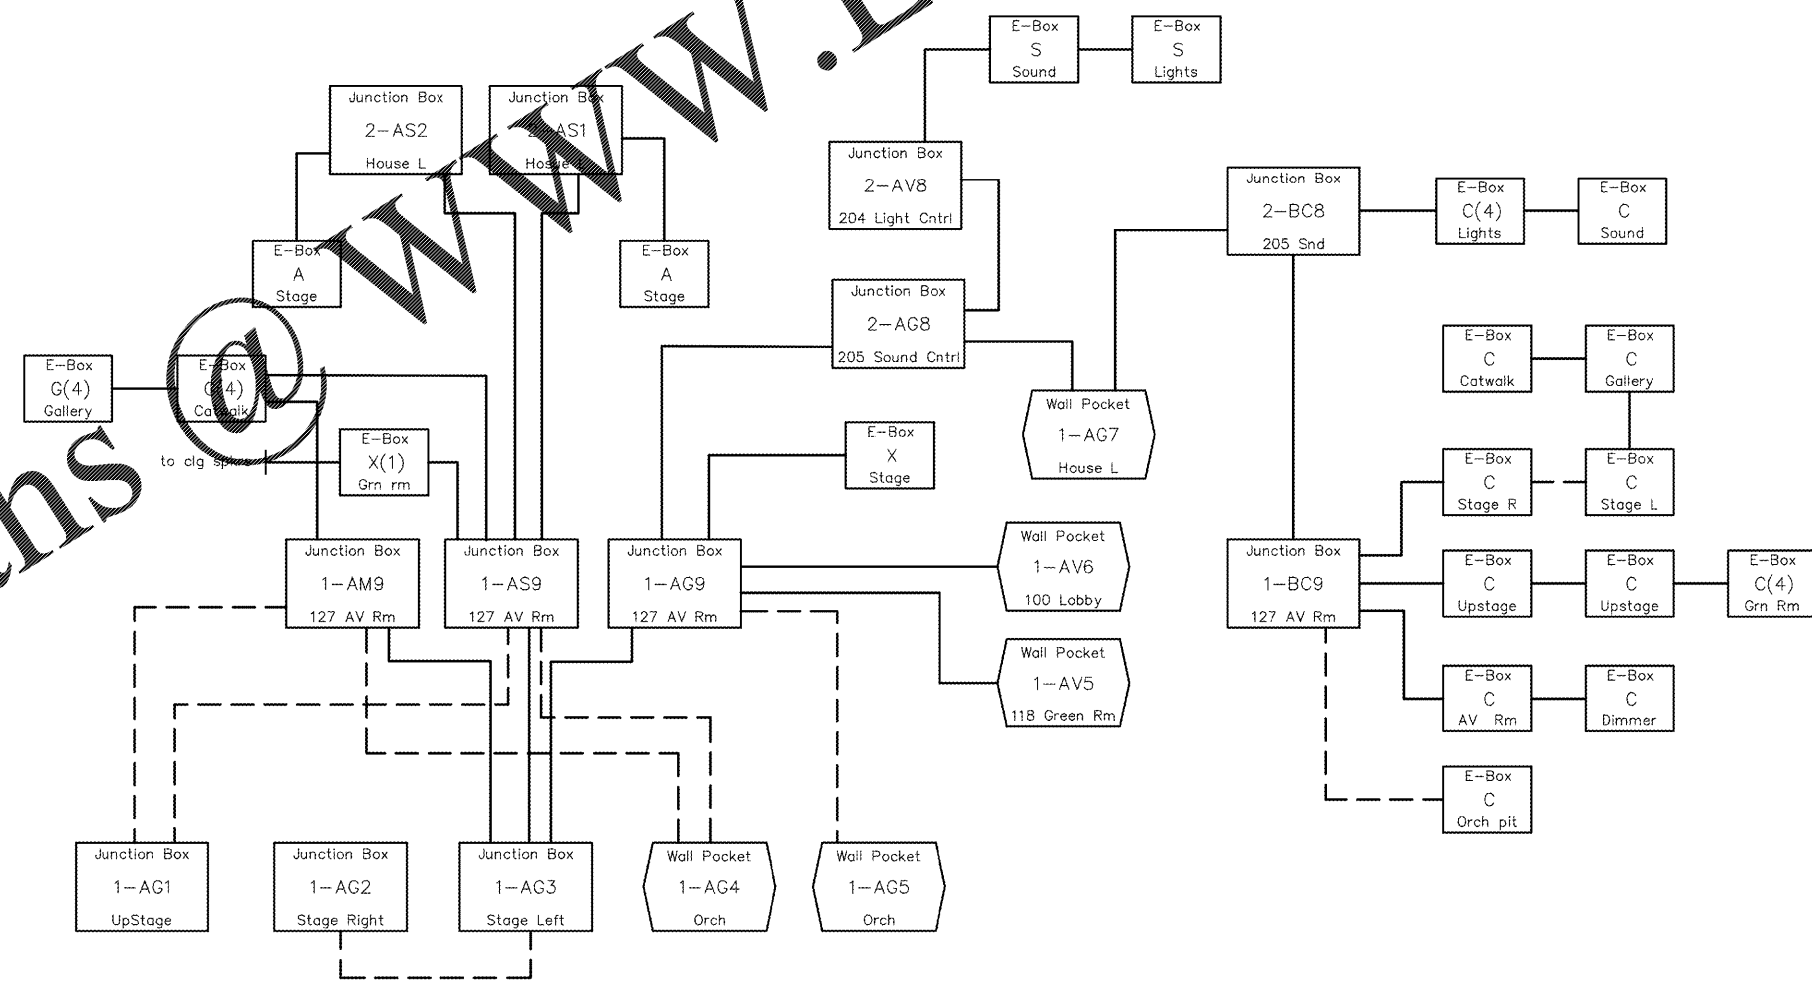 E-Box
S
Sound
E-Box
S
Lights
Junction Box
2-AS2
House L
Junction Box
2-AS1
Hosue L
Junction Box
2-AV8
204 Light Cntrl
Junction Box
2-BC8
205 Snd
E-Box
C(4)
Lights
E-Box
C
Sound
E-Box
A
Stage
E-Box
A
Stage
Junction Box
2-AG8
205 Sound Cntrl
E-Box
G(4)
Gallery
E-Box
G(4)
Catwalk
E-Box
C
Catwalk
E-Box
C
Gallery
Wall Pocket
1-AG7
House L
to clg
E-Box
X(1)
Grn rm
E-Box
X
Stage
E-Box
C
Stage R
E-Box
C
Stage L
Junction Box
1-AM9
127 AV Rm
Junction Box
1-AS9
127 AV Rm
Junction Box
1-AG9
127 AV Rm
Wall Pocket
1-AV6
100 Lobby
Junction Box
1-BC9
127 AV Rm
E-Box
C
Upstage
E-Box
C
Upstage
E-Box
C(4)
Grn Rm
Wall Pocket
1-AV5
118 Green Rm
E-Box
C
AV Rm
E-Box
C
Dimmer
E-Box
C
Orch pit
Junction Box
1-AG1
UpStage
Junction Box
1-AG2
Stage Right
Junction Box
1-AG3
Stage Left
Wall Pocket
1-AG4
Orch
Wall Pocket
1-AG5
Orch
ns @ www.